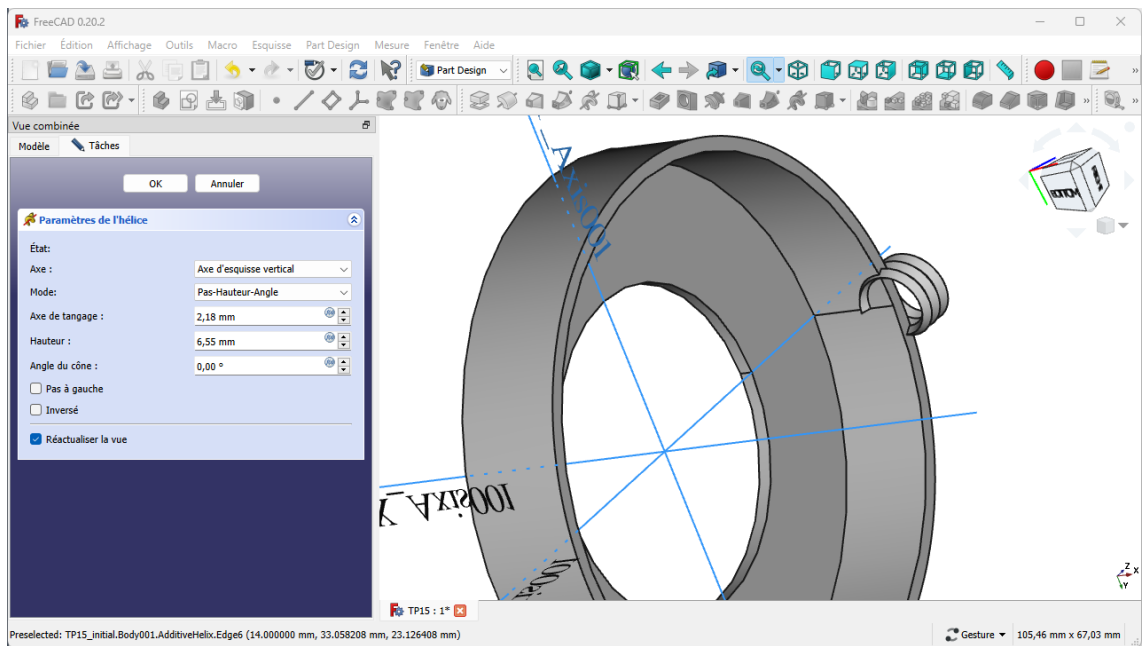 FreeCAD 0.20.2
Fichier Édition Affichage Outils Macro Esquisse Part Design Mesure Fenêtre Aide
Part Design
Vue combinée
Modèle Tâches
OK Annuler
Paramètres de l'hélice
État:
Axe : Axe d'esquisse vertical
Mode: Pas-Hauteur-Angle
Axe de tangage : 2,18 mm
Hauteur : 6,55 mm
Angle du cône : 0,00 °
Pas à gauche
Inversé
Réactualiser la vue
BOTTOM
Axis001
Y_Axis001
Z
X
Y
TP15 : 1*
Preselected: TP15_initial.Body001.AdditiveHelix.Edge6 (14.000000 mm, 33.058208 mm, 23.126408 mm)
Gesture 105,46 mm x 67,03 mm